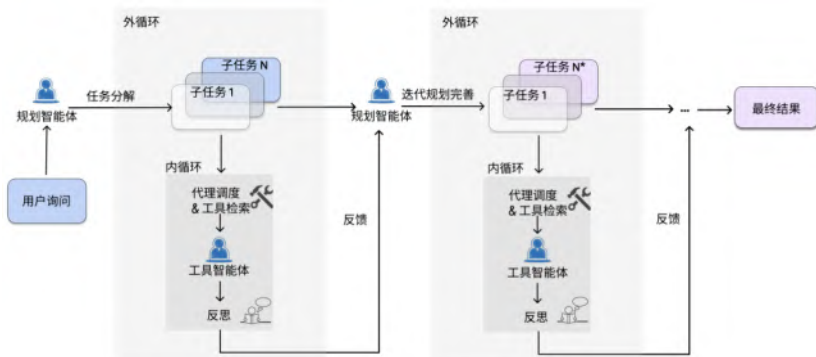 外循环
外循环
子任务 N
子任务 1
任务分解
规划智能体
用户询问
内循环
代理调度
& 工具检索
工具智能体
反思
反馈
规划智能体
迭代规划完善
子任务 N*
子任务 1
内循环
代理调度
& 工具检索
工具智能体
反思
反馈
...
最终结果